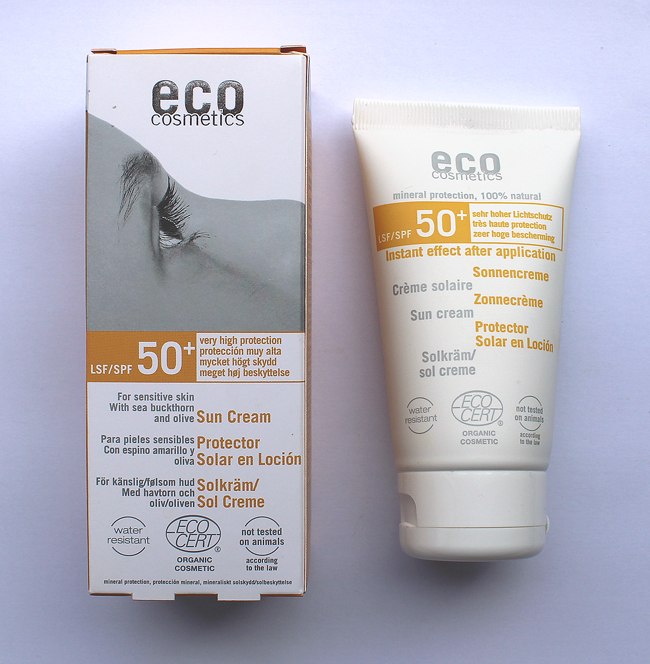 eco
cosmetics
LSF/SPF 50+
very high protection
protección muy alta
mycket högt skydd
meget høj beskyttelse
For sensitive skin
With sea buckthorn
and olive
Sun Cream
Para pieles sensibles
Con espino amarillo y
oliva
Protector
Solar en Loción
För känslig/følsom hud
Med havtorn och
oliv/oliven
Solkräm/
Sol Creme
water
resistant
ECO
CERT®
ORGANIC
COSMETIC
not tested
on animals
according
to the law
mineral protection, protección mineral, mineraliskt solskydd/solbeskyttelse
eco
cosmetics
mineral protection, 100% natural
LSF/SPF 50+
sehr hoher Lichtschutz
très haute protection
zeer hoge bescherming
Instant effect after application
Sonnencreme
Crème solaire
Zonnecrème
Sun cream
Protector
Solar en Loción
Solkräm/
sol creme
water
resistant
ECO
CERT®
ORGANIC
COSMETIC
not tested
on animals
according
to the law